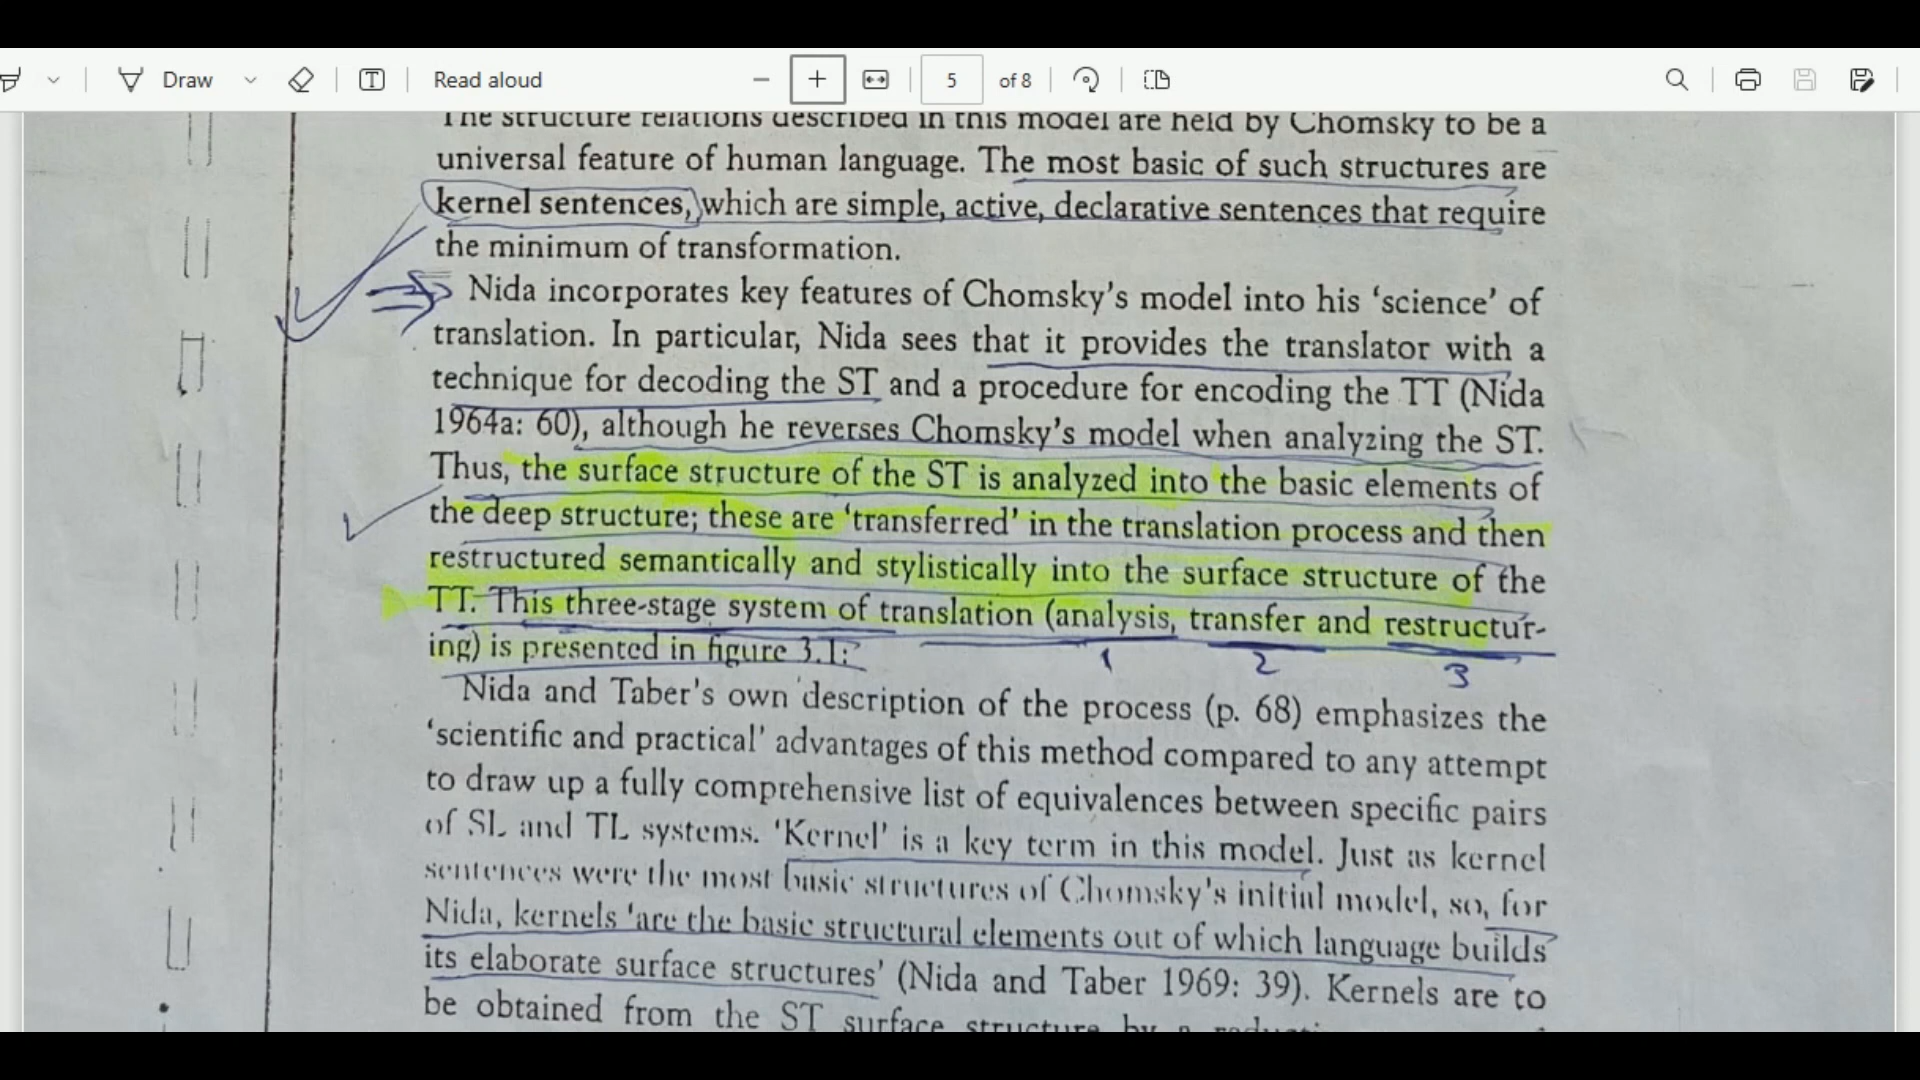 Draw
Read aloud
5 of 8
The structure relations described in this model are held by Chomsky to be a
universal feature of human language. The most basic of such structures are
kernel sentences, which are simple, active, declarative sentences that require
the minimum of transformation.
Nida incorporates key features of Chomsky's model into his 'science' of
translation. In particular, Nida sees that it provides the translator with a
technique for decoding the ST and a procedure for encoding the TT (Nida
1964a: 60), although he reverses Chomsky's model when analyzing the ST.
Thus, the surface structure of the ST is analyzed into the basic elements of
the deep structure; these are 'transferred' in the translation process and then
restructured semantically and stylistically into the surface structure of the
TT. This three-stage system of translation (analysis, transfer and restructur-
ing) is presented in figure 3.1:
1 2 3
Nida and Taber's own description of the process (p. 68) emphasizes the
'scientific and practical' advantages of this method compared to any attempt
to draw up a fully comprehensive list of equivalences between specific pairs
of SL and TL systems. 'Kernel' is a key term in this model. Just as kernel
sentences were the most basic structures of Chomsky's initial model, so, for
Nida, kernels 'are the basic structural elements out of which language builds
its elaborate surface structures' (Nida and Taber 1969: 39). Kernels are to
be obtained from the ST surface structure by a